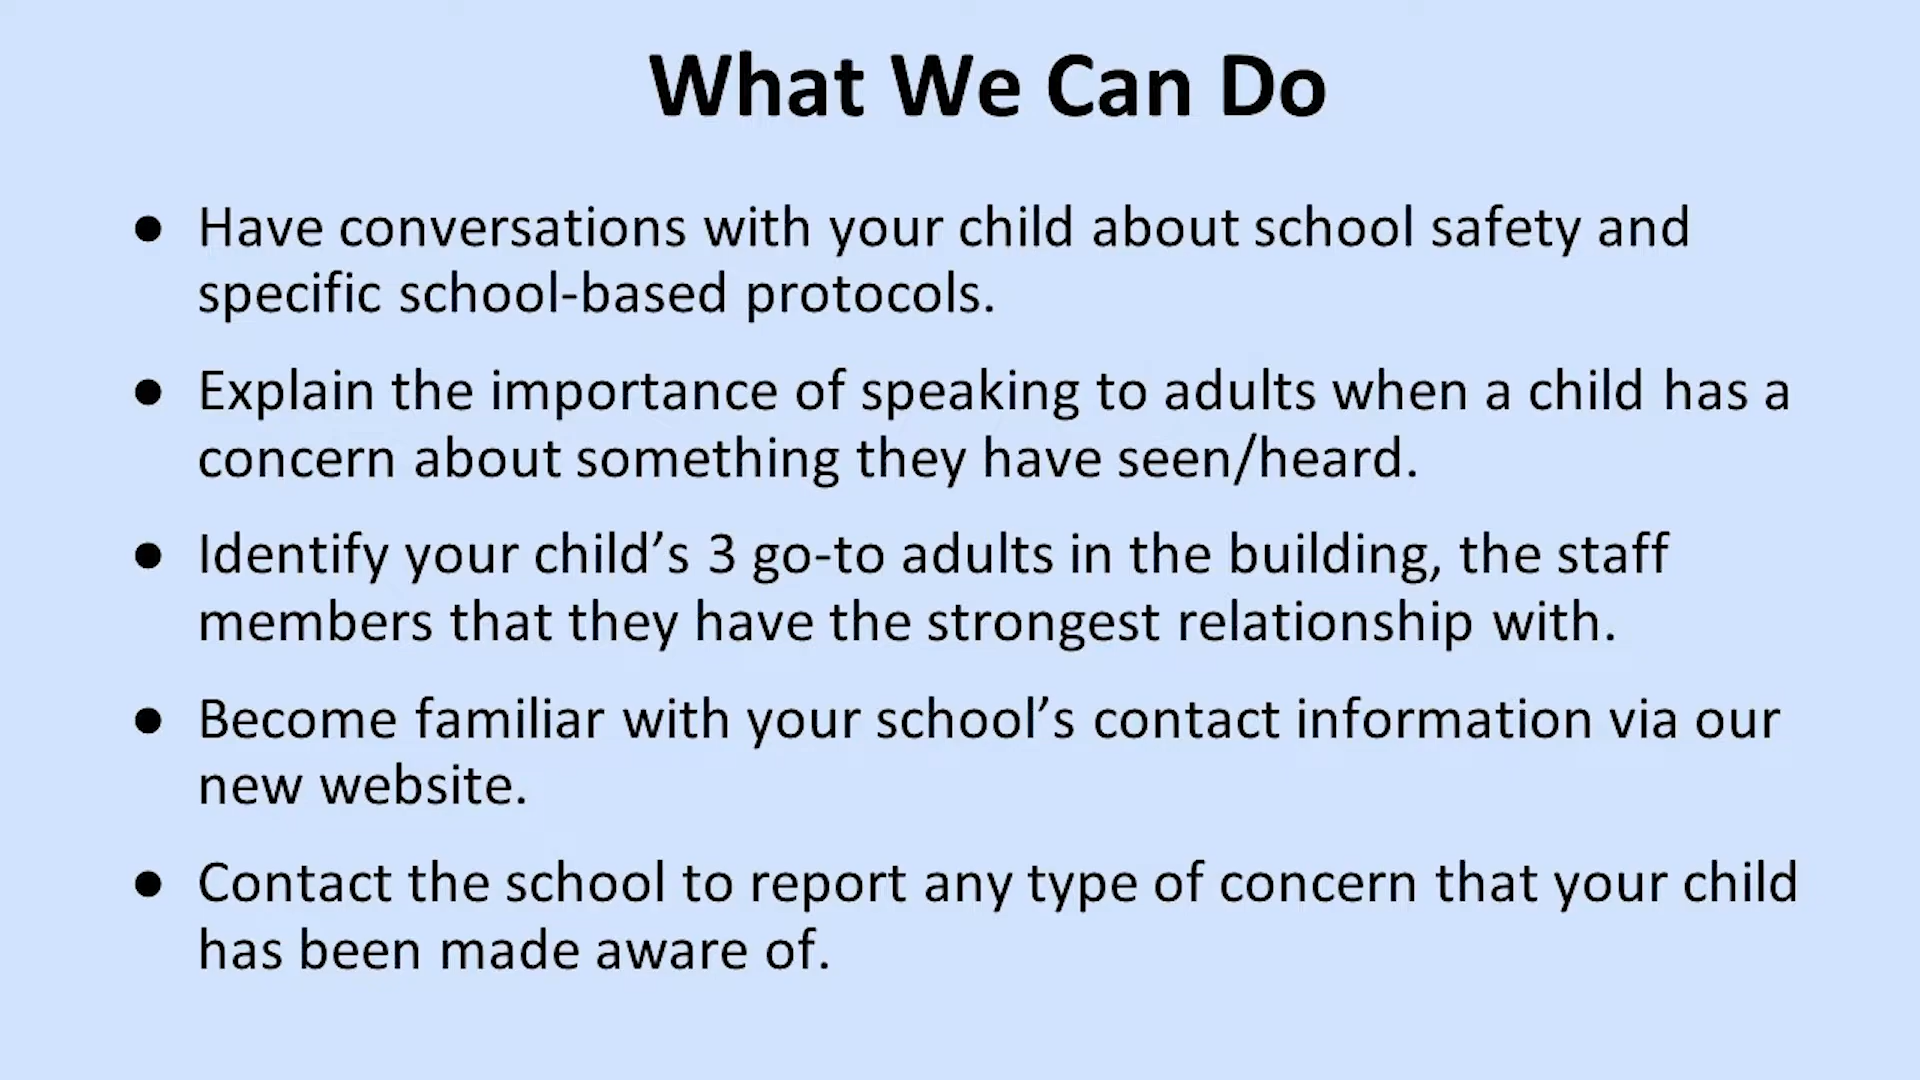 What We Can Do
● Have conversations with your child about school safety and
specific school-based protocols.
● Explain the importance of speaking to adults when a child has a
concern about something they have seen/heard.
● Identify your child’s 3 go-to adults in the building, the staff
members that they have the strongest relationship with.
● Become familiar with your school’s contact information via our
new website.
● Contact the school to report any type of concern that your child
has been made aware of.